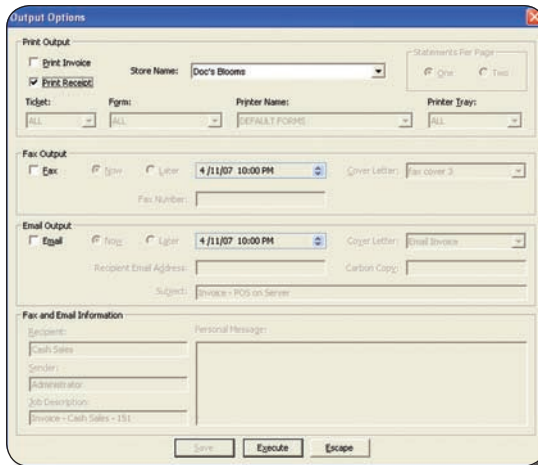 Output Options
Print Output
Print Invoice
Print Receipt
Store Name: Doc's Blooms
Statements Per Page
One Two
Ticket: Form: Printer Name: Printer Tray:
ALL ALL DEFAULT FORMS ALL
Fax Output
Fax Now Later 4 /11/07 10:00 PM Cover Letter: Fax cover 3
Fax Number:
Email Output
Email Now Later 4 /11/07 10:00 PM Cover Letter: Email Invoice
Recipient Email Address: Carbon Copy:
Subject: Invoice - POS on Server
Fax and Email Information
Recipient: Personal Message:
Cash Sales
Sender:
Administrator
Job Description:
Invoice - Cash Sales - 151
Save Execute Escape